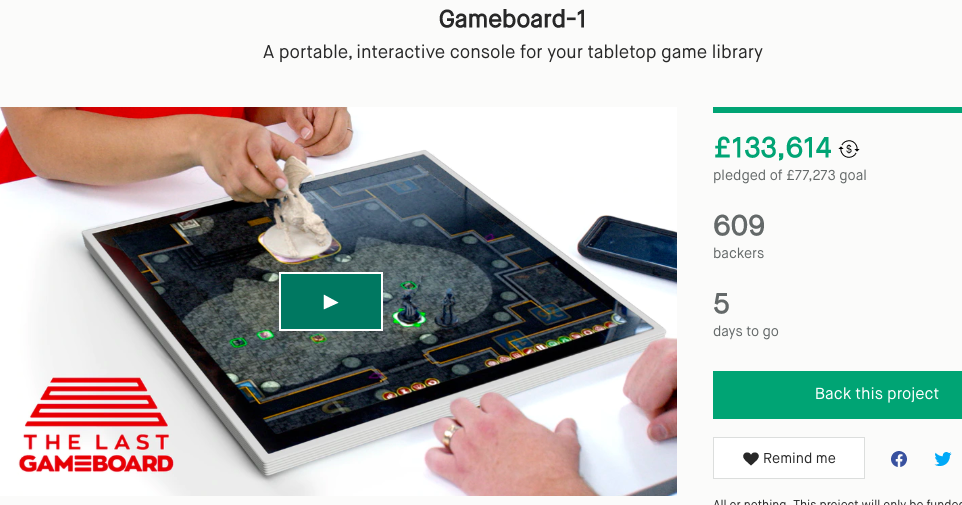 Gameboard-1
A portable, interactive console for your tabletop game library
£133,614
pledged of £77,273 goal
609
backers
5
days to go
Back this project
Remind me
THE LAST
GAMEBOARD
All or nothing. This project will only be funded